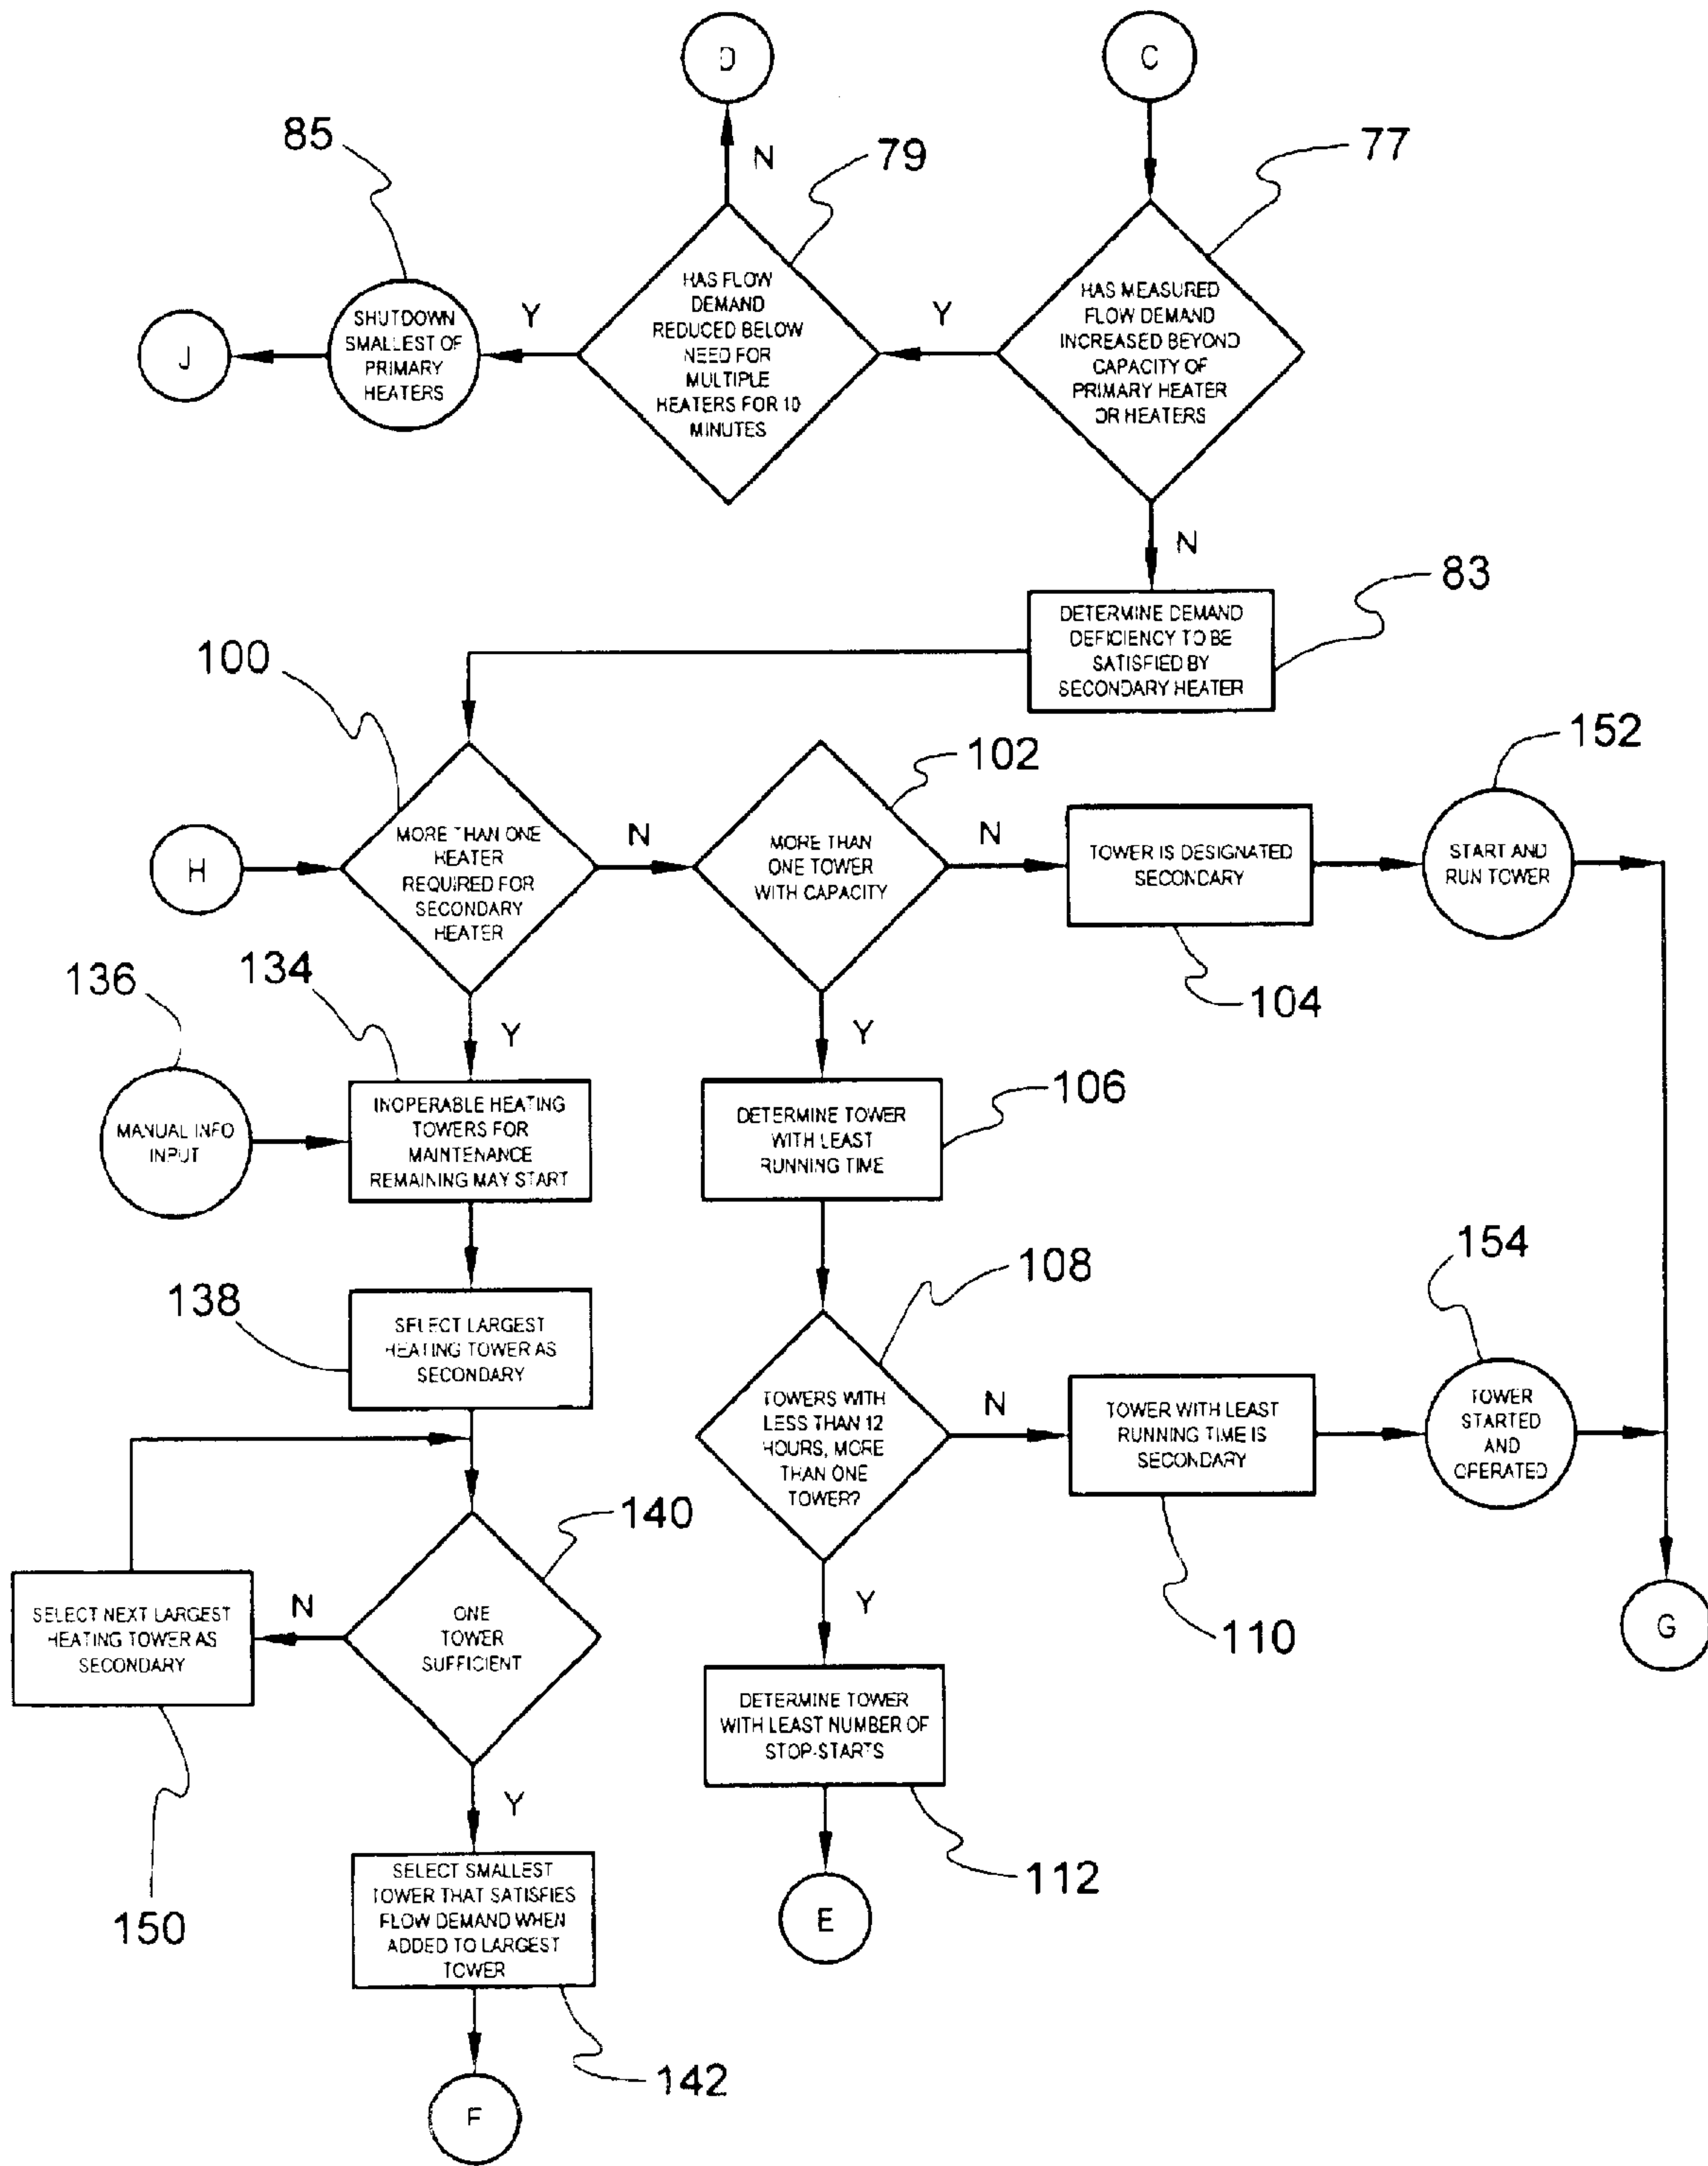 D
C
85
79
77
N
HAS FLOW
DEMAND
REDUCED BELOW
NEED FOR
MULTIPLE
HEATERS FOR 10
MINUTES
HAS MEASURED
FLOW DEMAND
INCREASED BEYOND
CAPACITY OF
PRIMARY HEATER
OR HEATERS
Y
Y
J
SHUTDOWN
SMALLEST OF
PRIMARY
HEATERS
N
83
DETERMINE DEMAND
DEFICIENCY TO BE
SATISFIED BY
SECONDARY HEATER
100
102
152
H
MORE THAN ONE
HEATER
REQUIRED FOR
SECONDARY
HEATER
N
MORE THAN
ONE TOWER
WITH CAPACITY
N
TOWER IS DESIGNATED
SECONDARY
START AND
RUN TOWER
104
136
134
Y
Y
MANUAL INFO
INPUT
INOPERABLE HEATING
TOWERS FOR
MAINTENANCE
REMAINING MAY START
DETERMINE TOWER
WITH LEAST
RUNNING TIME
106
138
SELECT LARGEST
HEATING TOWER AS
SECONDARY
108
154
TOWERS WITH
LESS THAN 12
HOURS, MORE
THAN ONE
TOWER?
N
TOWER WITH LEAST
RUNNING TIME IS
SECONDARY
TOWER
STARTED
AND
OPERATED
110
G
140
SELECT NEXT LARGEST
HEATING TOWER AS
SECONDARY
N
ONE
TOWER
SUFFICIENT
Y
DETERMINE TOWER
WITH LEAST NUMBER OF
STOP-STARTS
150
Y
112
SELECT SMALLEST
TOWER THAT SATISFIES
FLOW DEMAND WHEN
ADDED TO LARGEST
TOWER
E
142
F